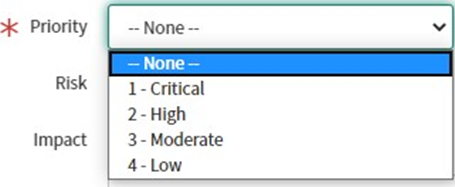 * Priority -- None --
-- None --
1 - Critical
Risk
2 - High
Impact 3 - Moderate
4 - Low